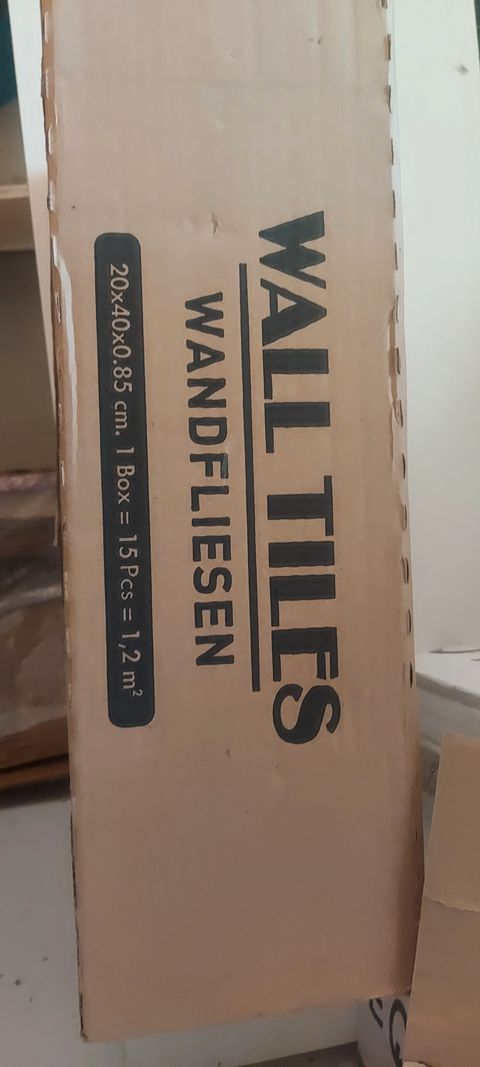 WALL TILES
WANDFLIESEN
20x40x0.85 cm. 1 Box = 15 Pcs = 1,2 m²